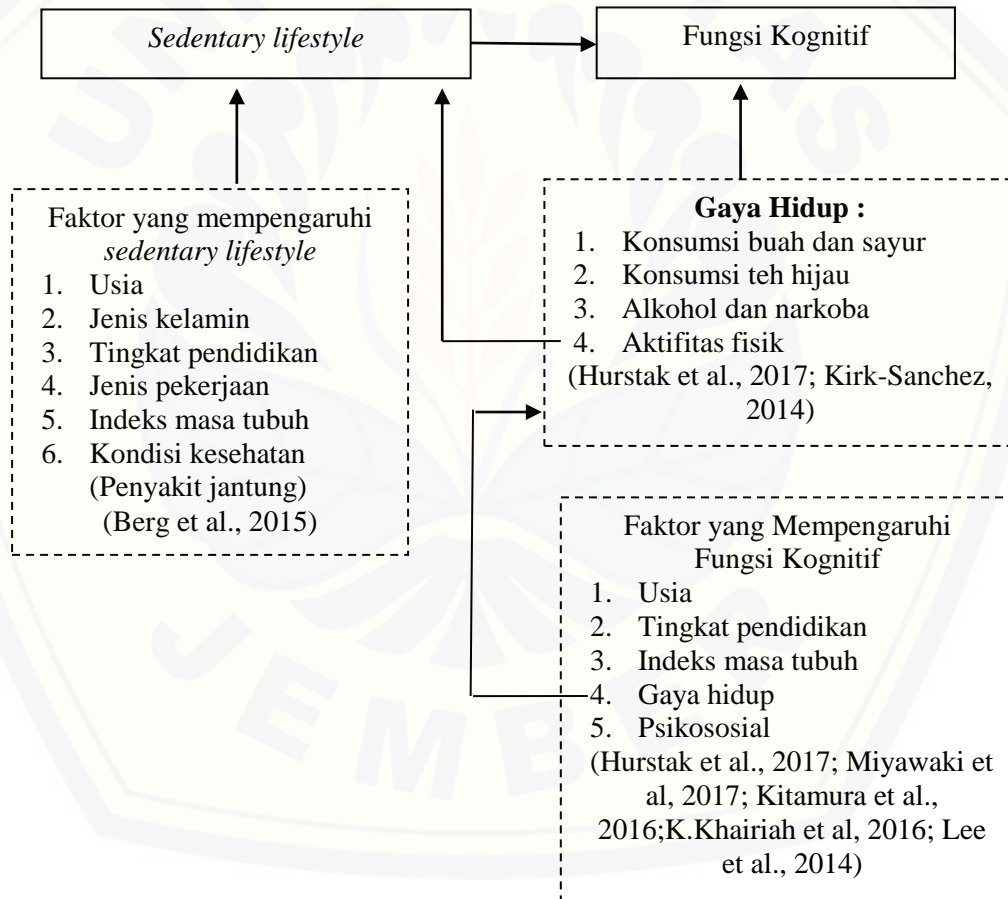 Sedentary lifestyle
Fungsi Kognitif
Faktor yang mempengaruhi
sedentary lifestyle
1. Usia
2. Jenis kelamin
3. Tingkat pendidikan
4. Jenis pekerjaan
5. Indeks masa tubuh
6. Kondisi kesehatan
(Penyakit jantung)
(Berg et al., 2015)
Gaya Hidup :
1. Konsumsi buah dan sayur
2. Konsumsi teh hijau
3. Alkohol dan narkoba
4. Aktifitas fisik
(Hurstak et al., 2017; Kirk-Sanchez,
2014)
Faktor yang Mempengaruhi
Fungsi Kognitif
1. Usia
2. Tingkat pendidikan
3. Indeks masa tubuh
4. Gaya hidup
5. Psikososial
(Hurstak et al., 2017; Miyawaki et
al, 2017; Kitamura et al.,
2016;K.Khairiah et al, 2016; Lee
et al., 2014)
JEMBER